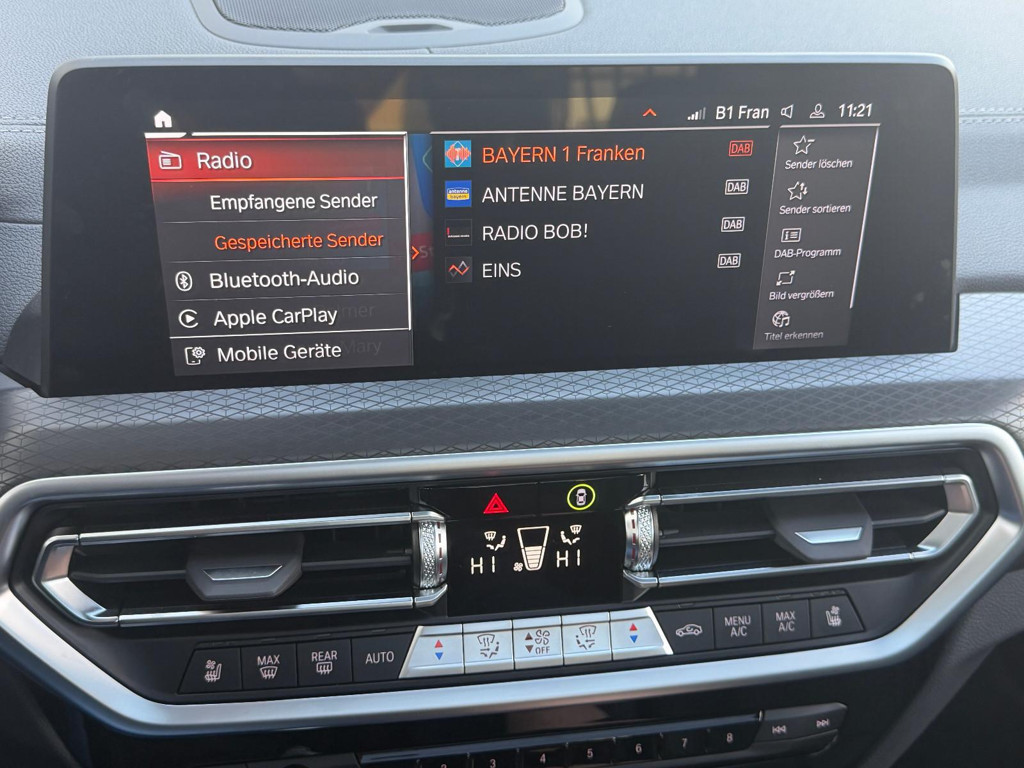 B1 Fran 11:21
Radio
Empfangene Sender
Gespeicherte Sender
Bluetooth-Audio
Apple CarPlay
Mobile Geräte
BAYERN 1 Franken DAB
ANTENNE BAYERN DAB
RADIO BOB! DAB
EINS DAB
Sender löschen
Sender sortieren
DAB-Programm
Bild vergrößern
Titel erkennen
HI HI
MAX
REAR
AUTO
OFF
MENU
A/C
MAX
A/C
2 3 4 5 6 7 8